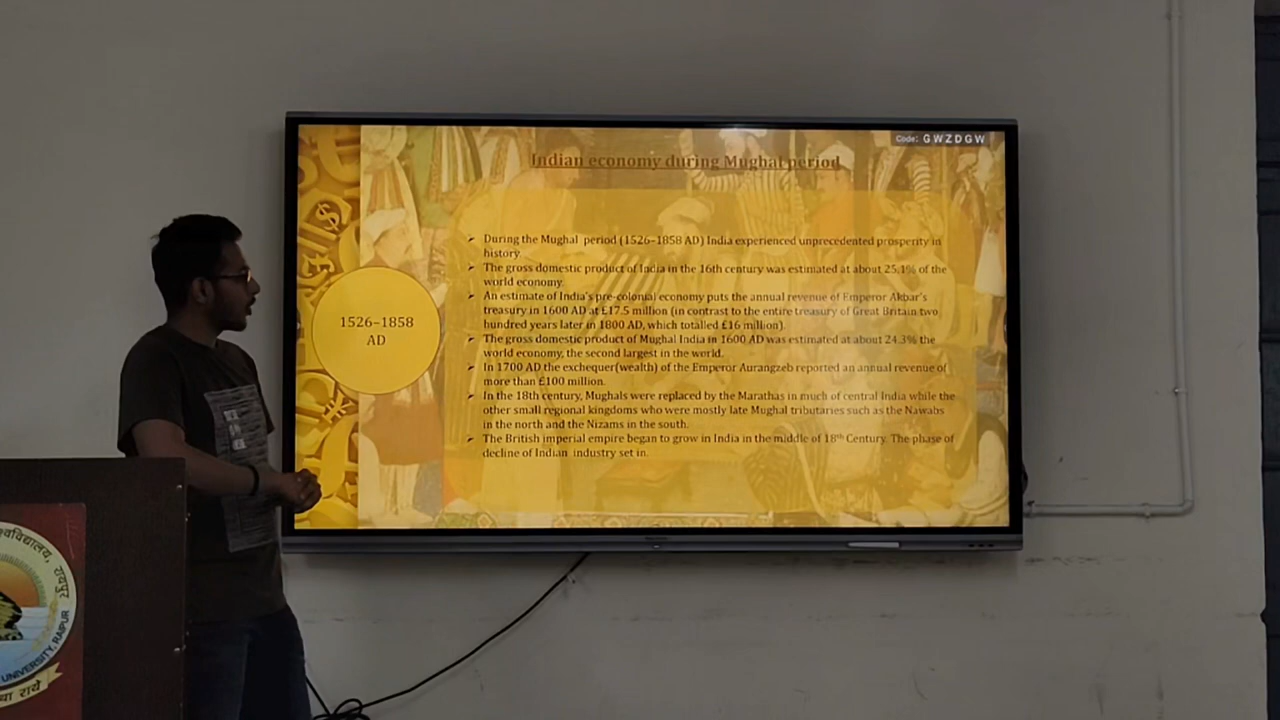 Code: GWZDGW
Indian economy during Mughal period
1526–1858
AD
➢ During the Mughal period (1526–1858 AD) India experienced unprecedented prosperity in
history.
➢ The gross domestic product of India in the 16th century was estimated at about 25.1% of the
world economy.
➢ An estimate of India's pre-colonial economy puts the annual revenue of Emperor Akbar's
treasury in 1600 AD at £17.5 million (in contrast to the entire treasury of Great Britain two
hundred years later in 1800 AD, which totalled £16 million).
➢ The gross domestic product of Mughal India in 1600 AD was estimated at about 24.3% the
world economy, the second largest in the world.
➢ In 1700 AD the exchequer(wealth) of the Emperor Aurangzeb reported an annual revenue of
more than £100 million.
➢ In the 18th century, Mughals were replaced by the Marathas in much of central India while the
other small regional kingdoms who were mostly late Mughal tributaries such as the Nawabs
in the north and the Nizams in the south.
➢ The British imperial empire began to grow in India in the middle of 18th Century. The phase of
decline of Indian industry set in.
रायपुर
UNIVERSITY, RAIPUR